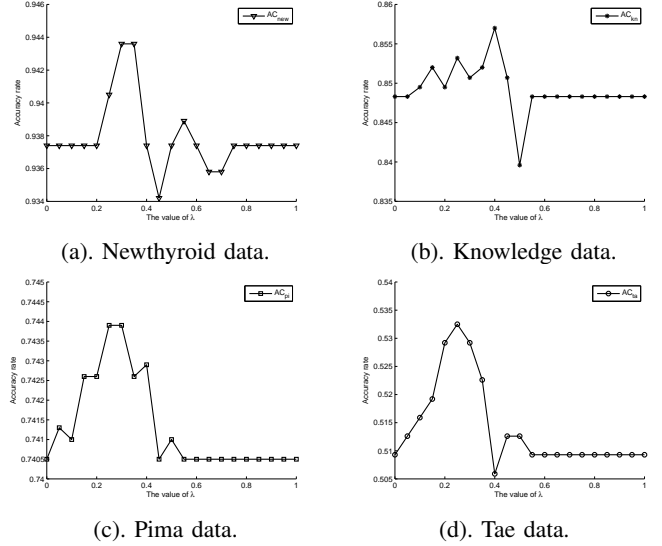 0.946
0.944
0.942
0.94
0.938
0.936
0.934
Accuracy rate
AC_new
0 0.2 0.4 0.6 0.8 1
The value of λ
(a). Newthyroid data.
0.86
0.855
0.85
0.845
0.84
0.835
Accuracy rate
AC_kn
0 0.2 0.4 0.6 0.8 1
The value of λ
(b). Knowledge data.
0.745
0.7445
0.744
0.7435
0.743
0.7425
0.742
0.7415
0.741
0.7405
0.74
Accuracy rate
AC_pi
0 0.2 0.4 0.6 0.8 1
The value of λ
(c). Pima data.
0.54
0.535
0.53
0.525
0.52
0.515
0.51
0.505
Accuracy rate
AC_ta
0 0.2 0.4 0.6 0.8 1
The value of λ
(d). Tae data.